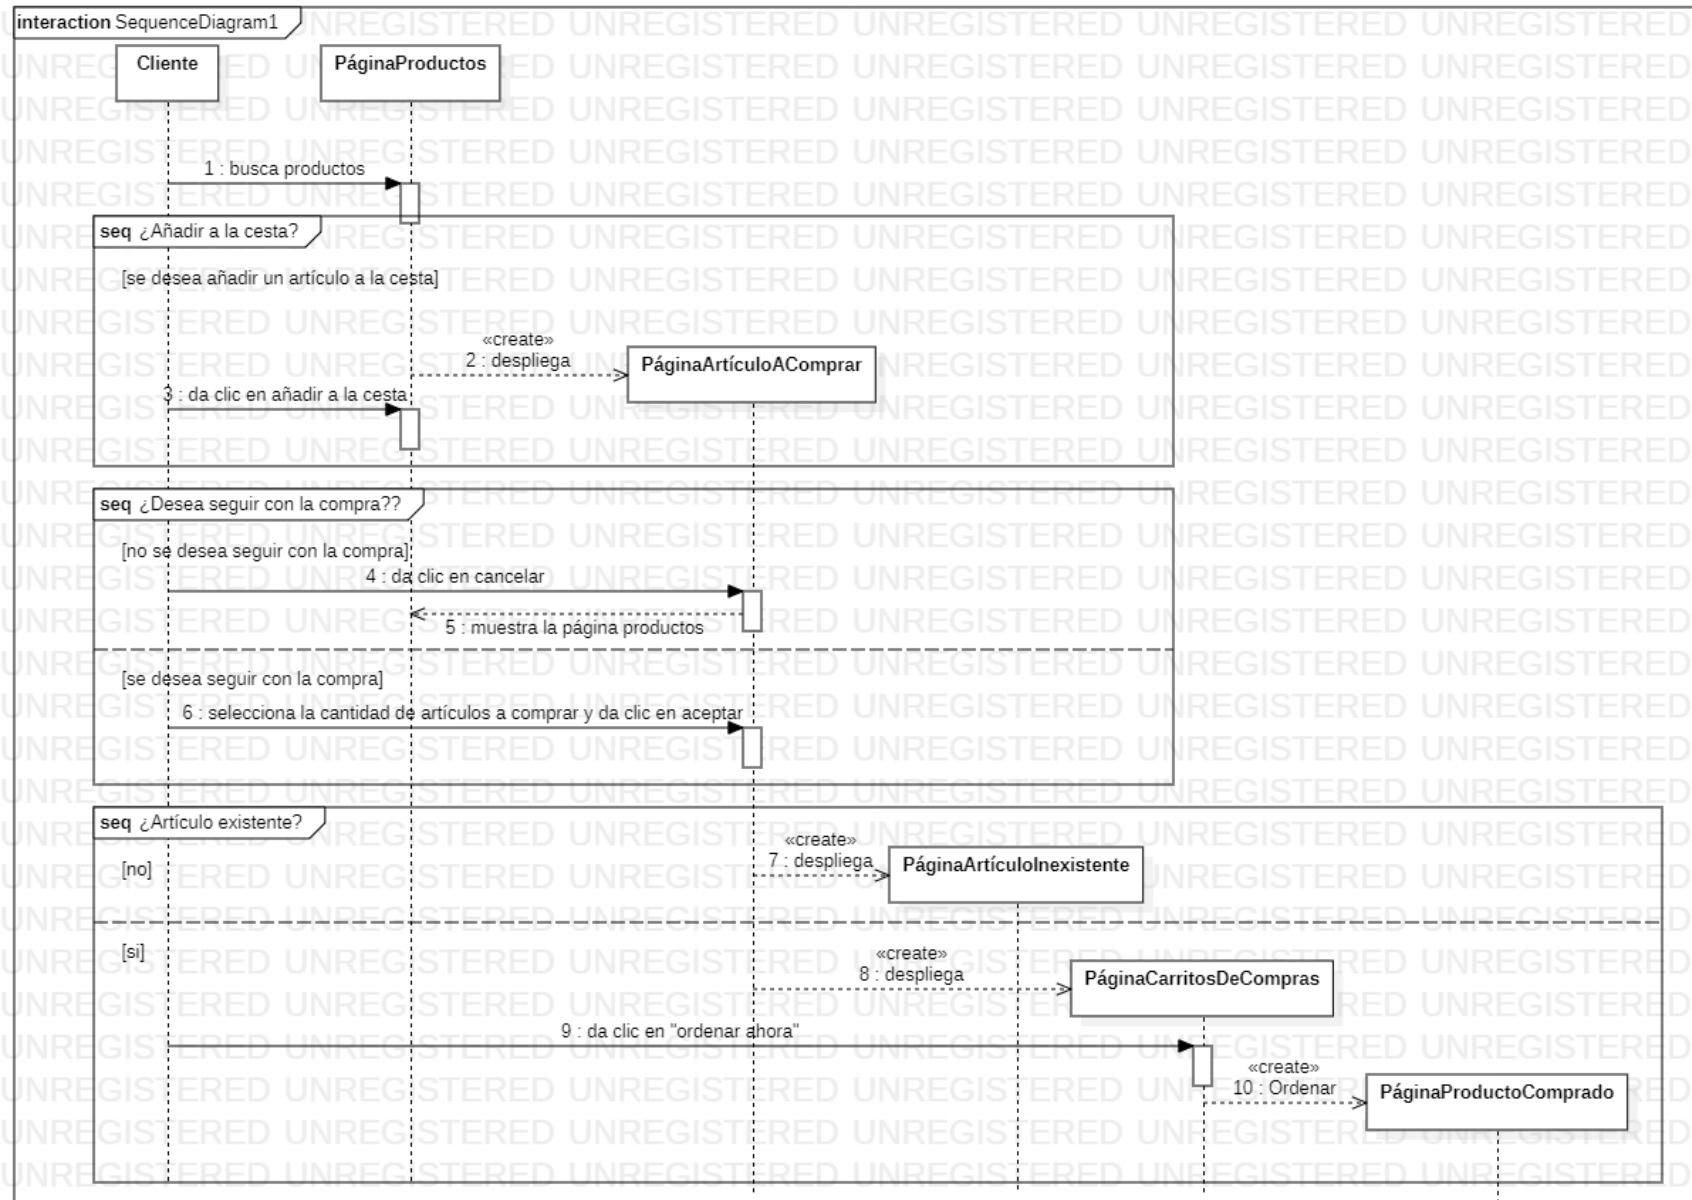 interaction SequenceDiagram1
Cliente
PáginaProductos
1 : busca productos
seq ¿Añadir a la cesta?
[se desea añadir un artículo a la cesta]
«create»
2 : despliega
PáginaArtículoAComprar
3 : da clic en añadir a la cesta
seq ¿Desea seguir con la compra??
[no se desea seguir con la compra]
4 : da clic en cancelar
5 : muestra la página productos
[se desea seguir con la compra]
6 : selecciona la cantidad de artículos a comprar y da clic en aceptar
seq ¿Artículo existente?
«create»
7 : despliega
PáginaArtículoInexistente
[no]
[si]
«create»
8 : despliega
PáginaCarritosDeCompras
9 : da clic en "ordenar ahora"
«create»
10 : Ordenar
PáginaProductoComprado
UNREGISTERED